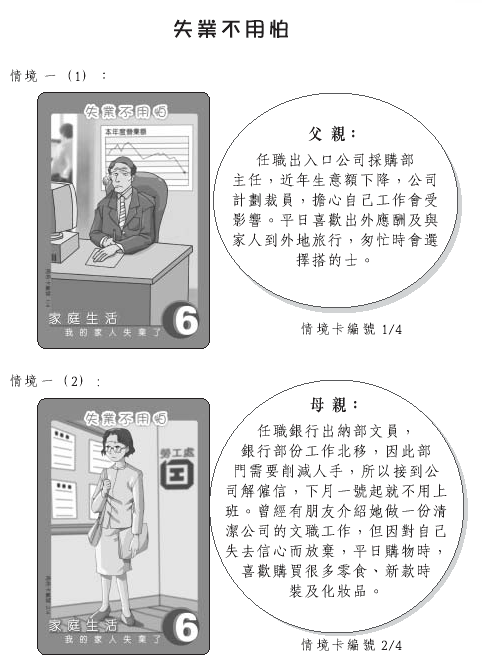 失業不用怕
情境一（1）：
失業不用怕
本年度營業額
家庭生活
我的家人失業了
6
父親：
任職出入口公司採購部
主任，近年生意額下降，公司
計劃裁員，擔心自己工作會受
影響。平日喜歡出外應酬及與
家人到外地旅行，匆忙時會選
擇搭的士。
情境卡編號 1/4
情境一（2）：
失業不用怕
勞工處
家庭生活
我的家人失業了
6
母親：
任職銀行出納部文員，
銀行部份工作北移，因此部
門需要削減人手，所以接到公
司解僱信，下月一號起就不用上
班。曾經有朋友介紹她做一份清
潔公司的文職工作，但因對自己
失去信心而放棄，平日購物時，
喜歡購買很多零食、新款時
裝及化妝品。
情境卡編號 2/4